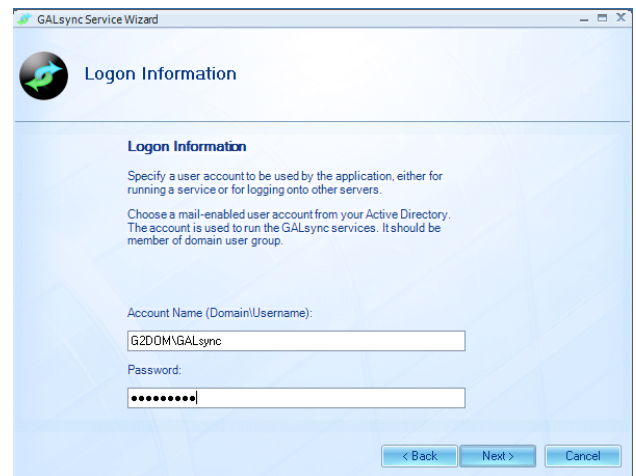 GALsync Service Wizard
Logon Information
Logon Information
Specify a user account to be used by the application, either for
running a service or for logging onto other servers.
Choose a mail-enabled user account from your Active Directory.
The account is used to run the GALsync services. It should be
member of domain user group.
Account Name (Domain\Username):
G2DOM\GALsync
Password:
●●●●●●●●●
< Back Next > Cancel